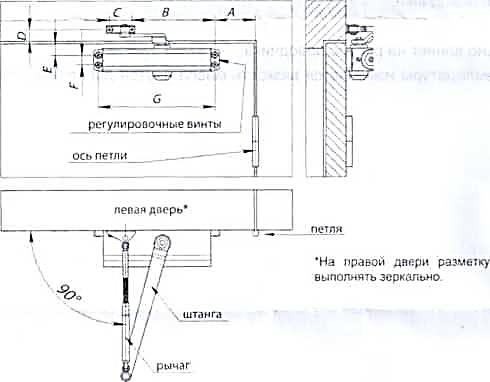 C B A
D
E
F
G
регулировочные винты
ось петли
левая дверь*
петля
*На правой двери разметку
выполнять зеркально.
90°
штанга
рычаг